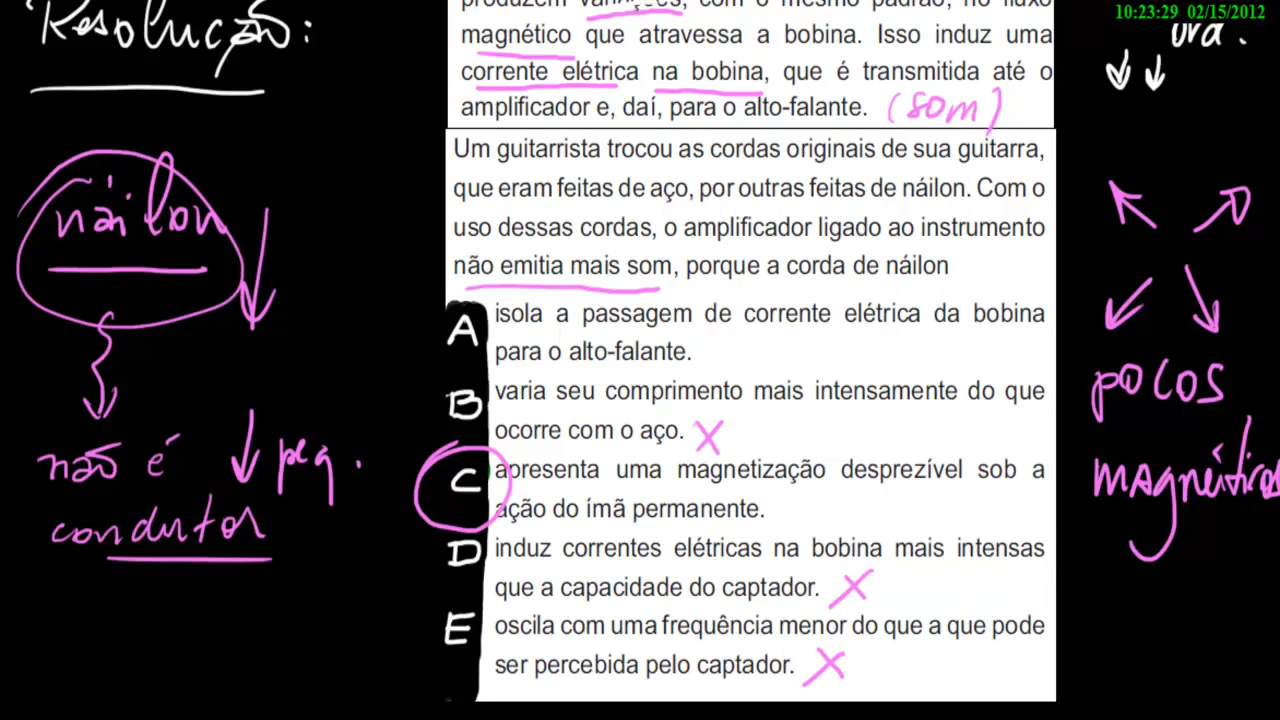 10:23:29 02/15/2012
Resolução:
produzem variações, com o mesmo padrão, no fluxo
magnético que atravessa a bobina. Isso induz uma
corrente elétrica na bobina, que é transmitida até o
amplificador e, daí, para o alto-falante. (som)
Um guitarrista trocou as cordas originais de sua guitarra,
que eram feitas de aço, por outras feitas de náilon. Com o
uso dessas cordas, o amplificador ligado ao instrumento
não emitia mais som, porque a corda de náilon
A isola a passagem de corrente elétrica da bobina
para o alto-falante.
B varia seu comprimento mais intensamente do que
ocorre com o aço. X
C apresenta uma magnetização desprezível sob a
ação do ímã permanente.
D induz correntes elétricas na bobina mais intensas
que a capacidade do captador. X
E oscila com uma frequência menor do que a que pode
ser percebida pelo captador. X
náilon
não é
condutor
peq.
pocos
magnéticos